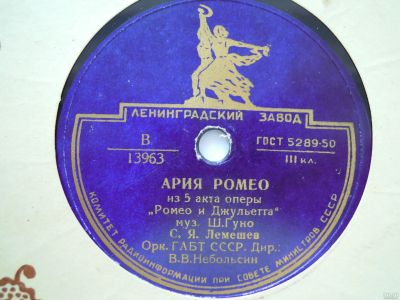 ЛЕНИНГРАДСКИЙ ЗАВОД
В
13963
ГОСТ 5289-50
III кл.
АРИЯ РОМЕО
из 5 акта оперы
„Ромео и Джульетта"
муз. Ш.Гуно
С. Я. Лемешев
Орк. ГАБТ СССР. Дир.:
В.В.Небольсин
КОМИТЕТ РАДИОИНФОРМАЦИИ ПРИ СОВЕТЕ МИНИСТРОВ СССР